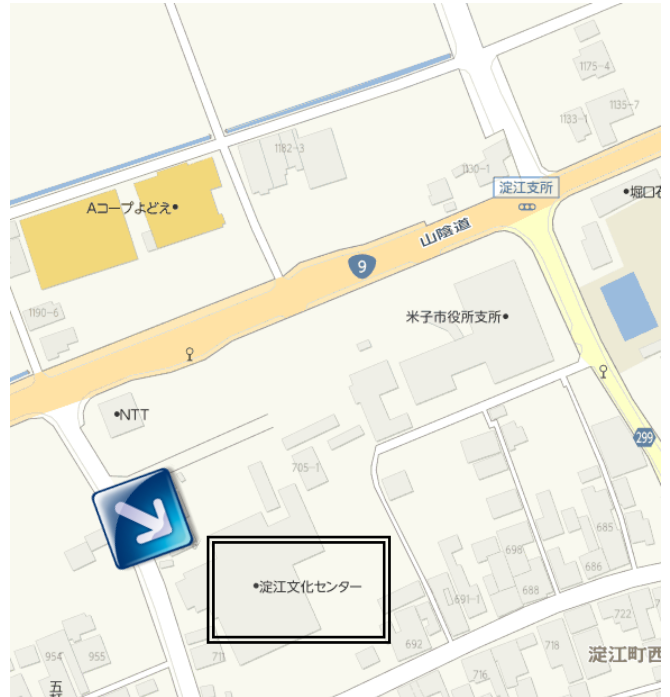 1175-4
1135-7
1133-1
1182-3
1130-1
淀江支所
堀口石
Aコープよどえ
山陰道
9
1190-6
米子市役所支所
NTT
299
705-1
685
698
淀江文化センター
686
691-1
688
722
692
718
711
954
955
716
淀江町西
五